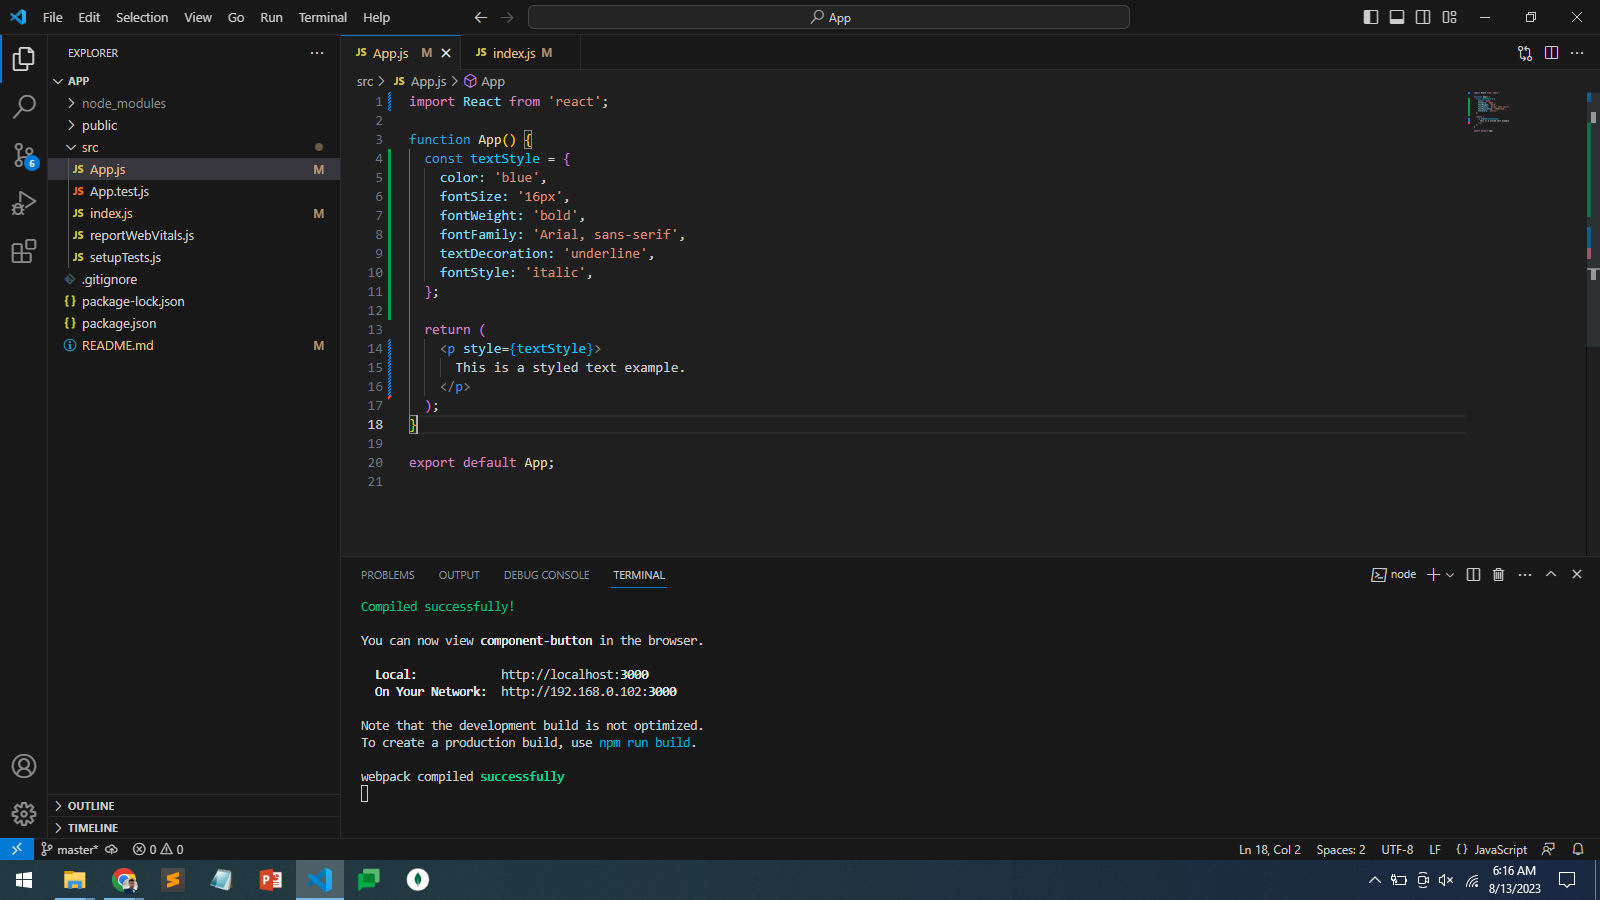 File Edit Selection View Go Run Terminal Help
App
EXPLORER
APP
node_modules
public
src
JS App.js M
JS App.test.js
JS index.js M
JS reportWebVitals.js
JS setupTests.js
.gitignore
{} package-lock.json
{} package.json
README.md M
OUTLINE
TIMELINE
6
JS App.js M
JS index.js M
src > JS App.js > App
1 import React from 'react';
2
3 function App() {
4 const textStyle = {
5 color: 'blue',
6 fontSize: '16px',
7 fontWeight: 'bold',
8 fontFamily: 'Arial, sans-serif',
9 textDecoration: 'underline',
10 fontStyle: 'italic',
11 };
12
13 return (
14 <p style={textStyle}>
15 This is a styled text example.
16 </p>
17 );
18 }
19
20 export default App;
21
PROBLEMS OUTPUT DEBUG CONSOLE TERMINAL
node
Compiled successfully!
You can now view component-button in the browser.
Local: http://localhost:3000
On Your Network: http://192.168.0.102:3000
Note that the development build is not optimized.
To create a production build, use npm run build.
webpack compiled successfully
master* 0 0
Ln 18, Col 2 Spaces: 2 UTF-8 LF {} JavaScript
6:16 AM
8/13/2023